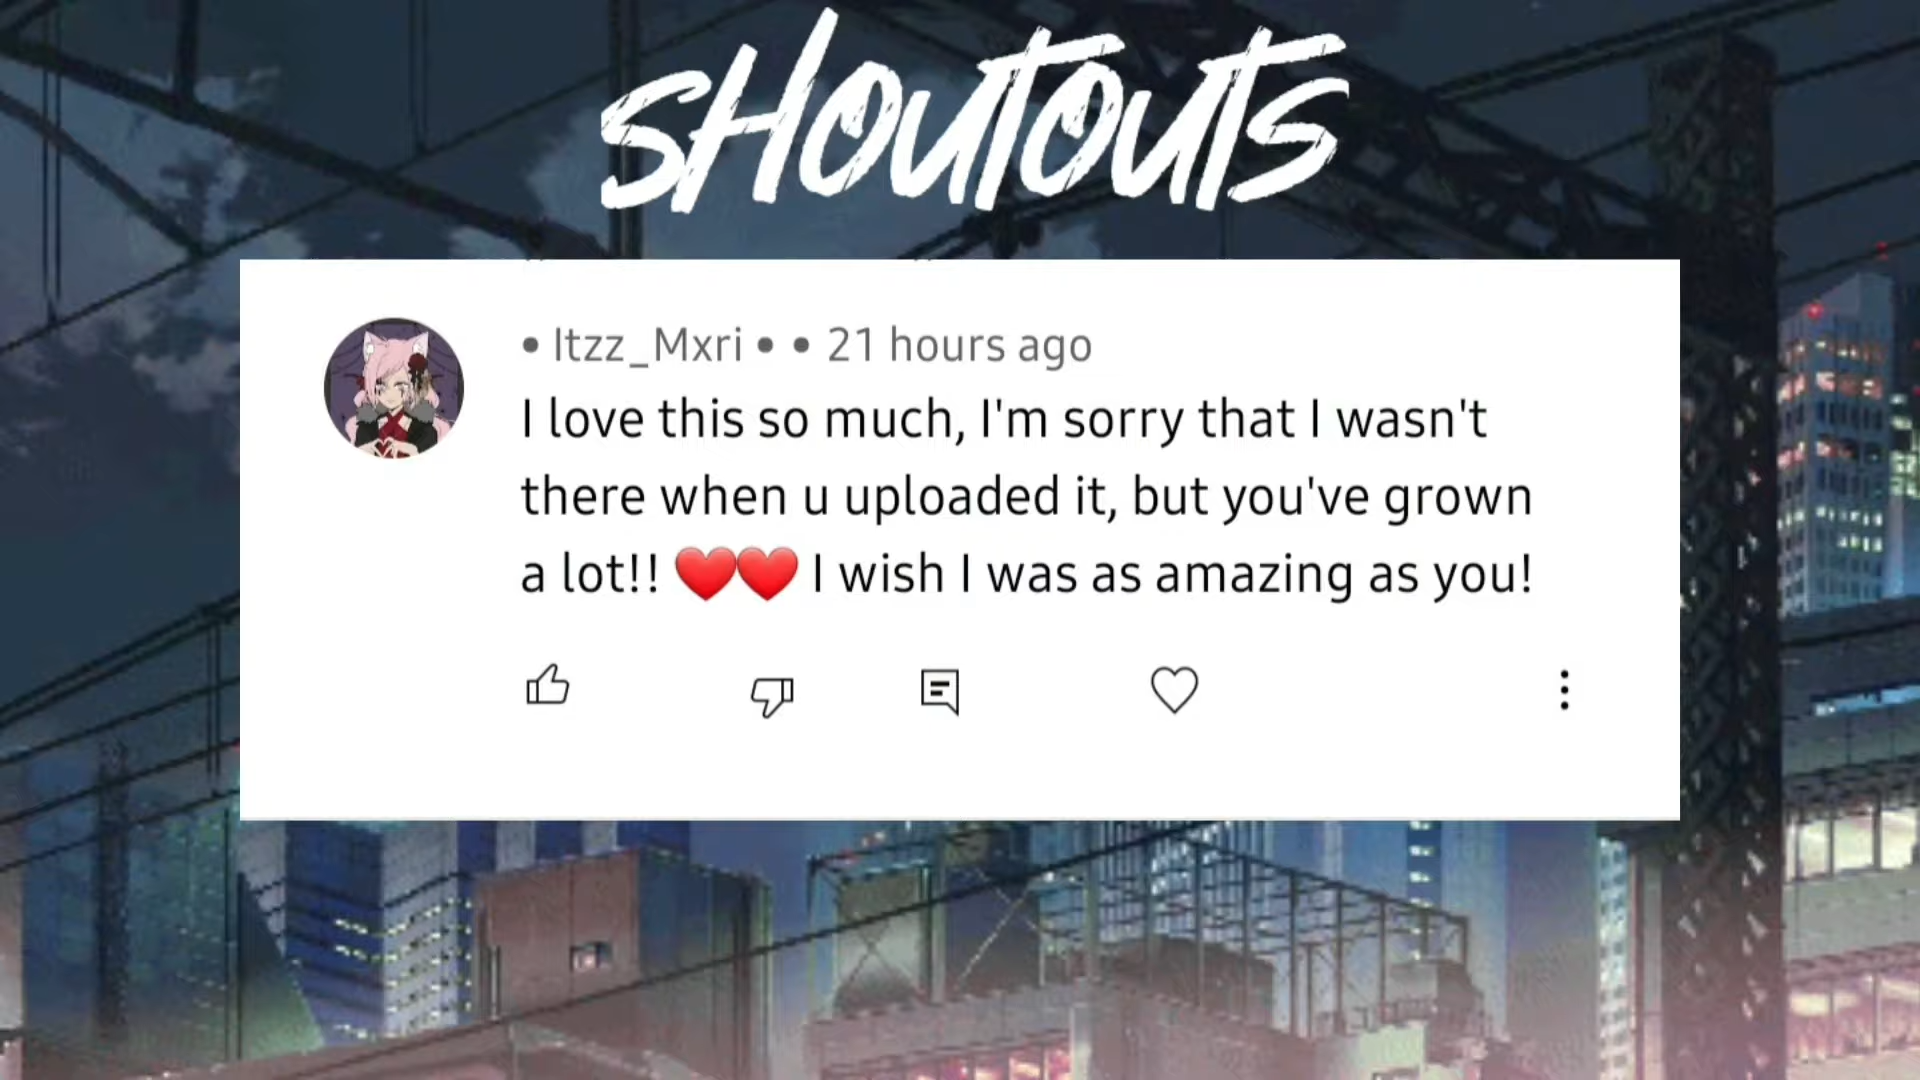 SHOUTOUTS
• Itzz_Mxri • • 21 hours ago
I love this so much, I'm sorry that I wasn't
there when u uploaded it, but you've grown
a lot!! ❤️❤️ I wish I was as amazing as you!